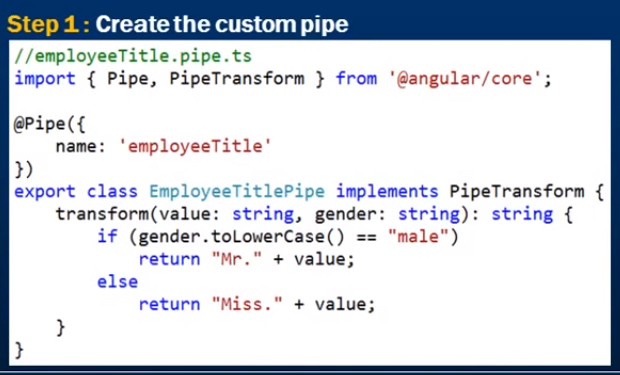 Step 1 : Create the custom pipe
//employeeTitle.pipe.ts
import { Pipe, PipeTransform } from '@angular/core';
@Pipe({
    name: 'employeeTitle'
})
export class EmployeeTitlePipe implements PipeTransform {
    transform(value: string, gender: string): string {
        if (gender.toLowerCase() == "male")
            return "Mr." + value;
        else
            return "Miss." + value;
    }
}